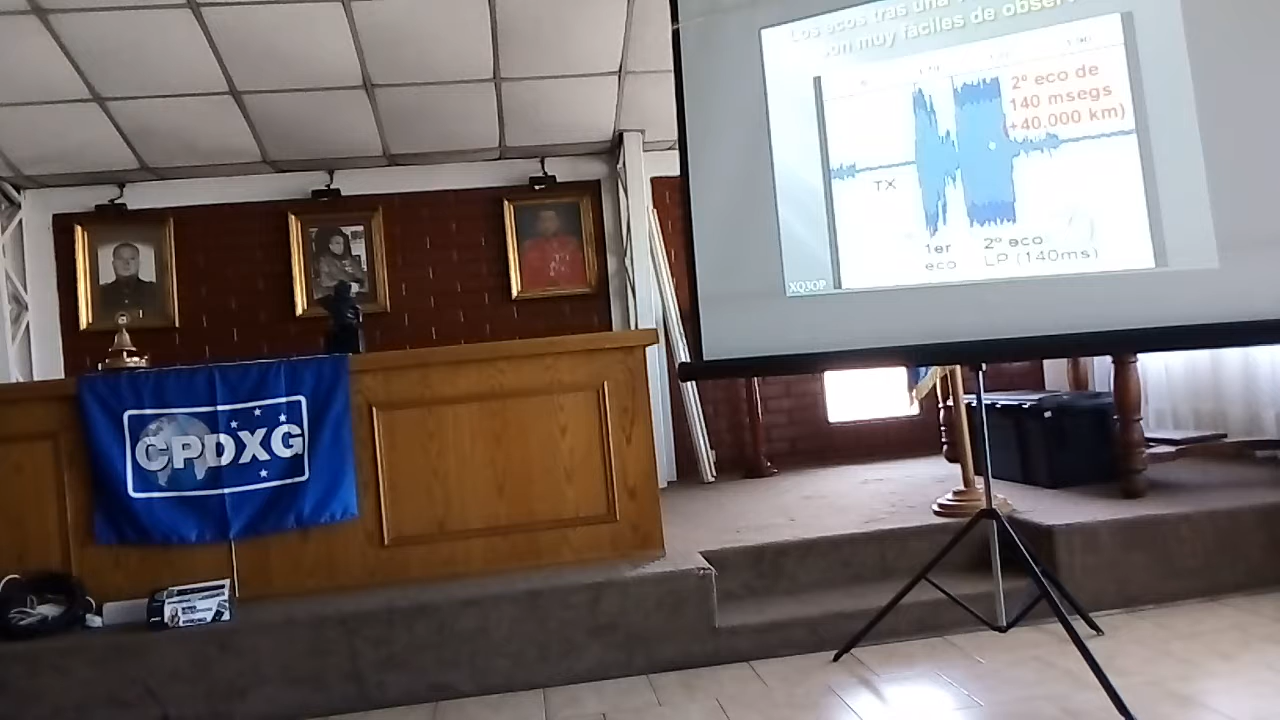 Los ecos tras una
son muy fáciles de obser
2º eco de
140 msegs
+40.000 km)
TX
1er
eco
2º eco
LP (140ms)
XQ3OP
CPDXG